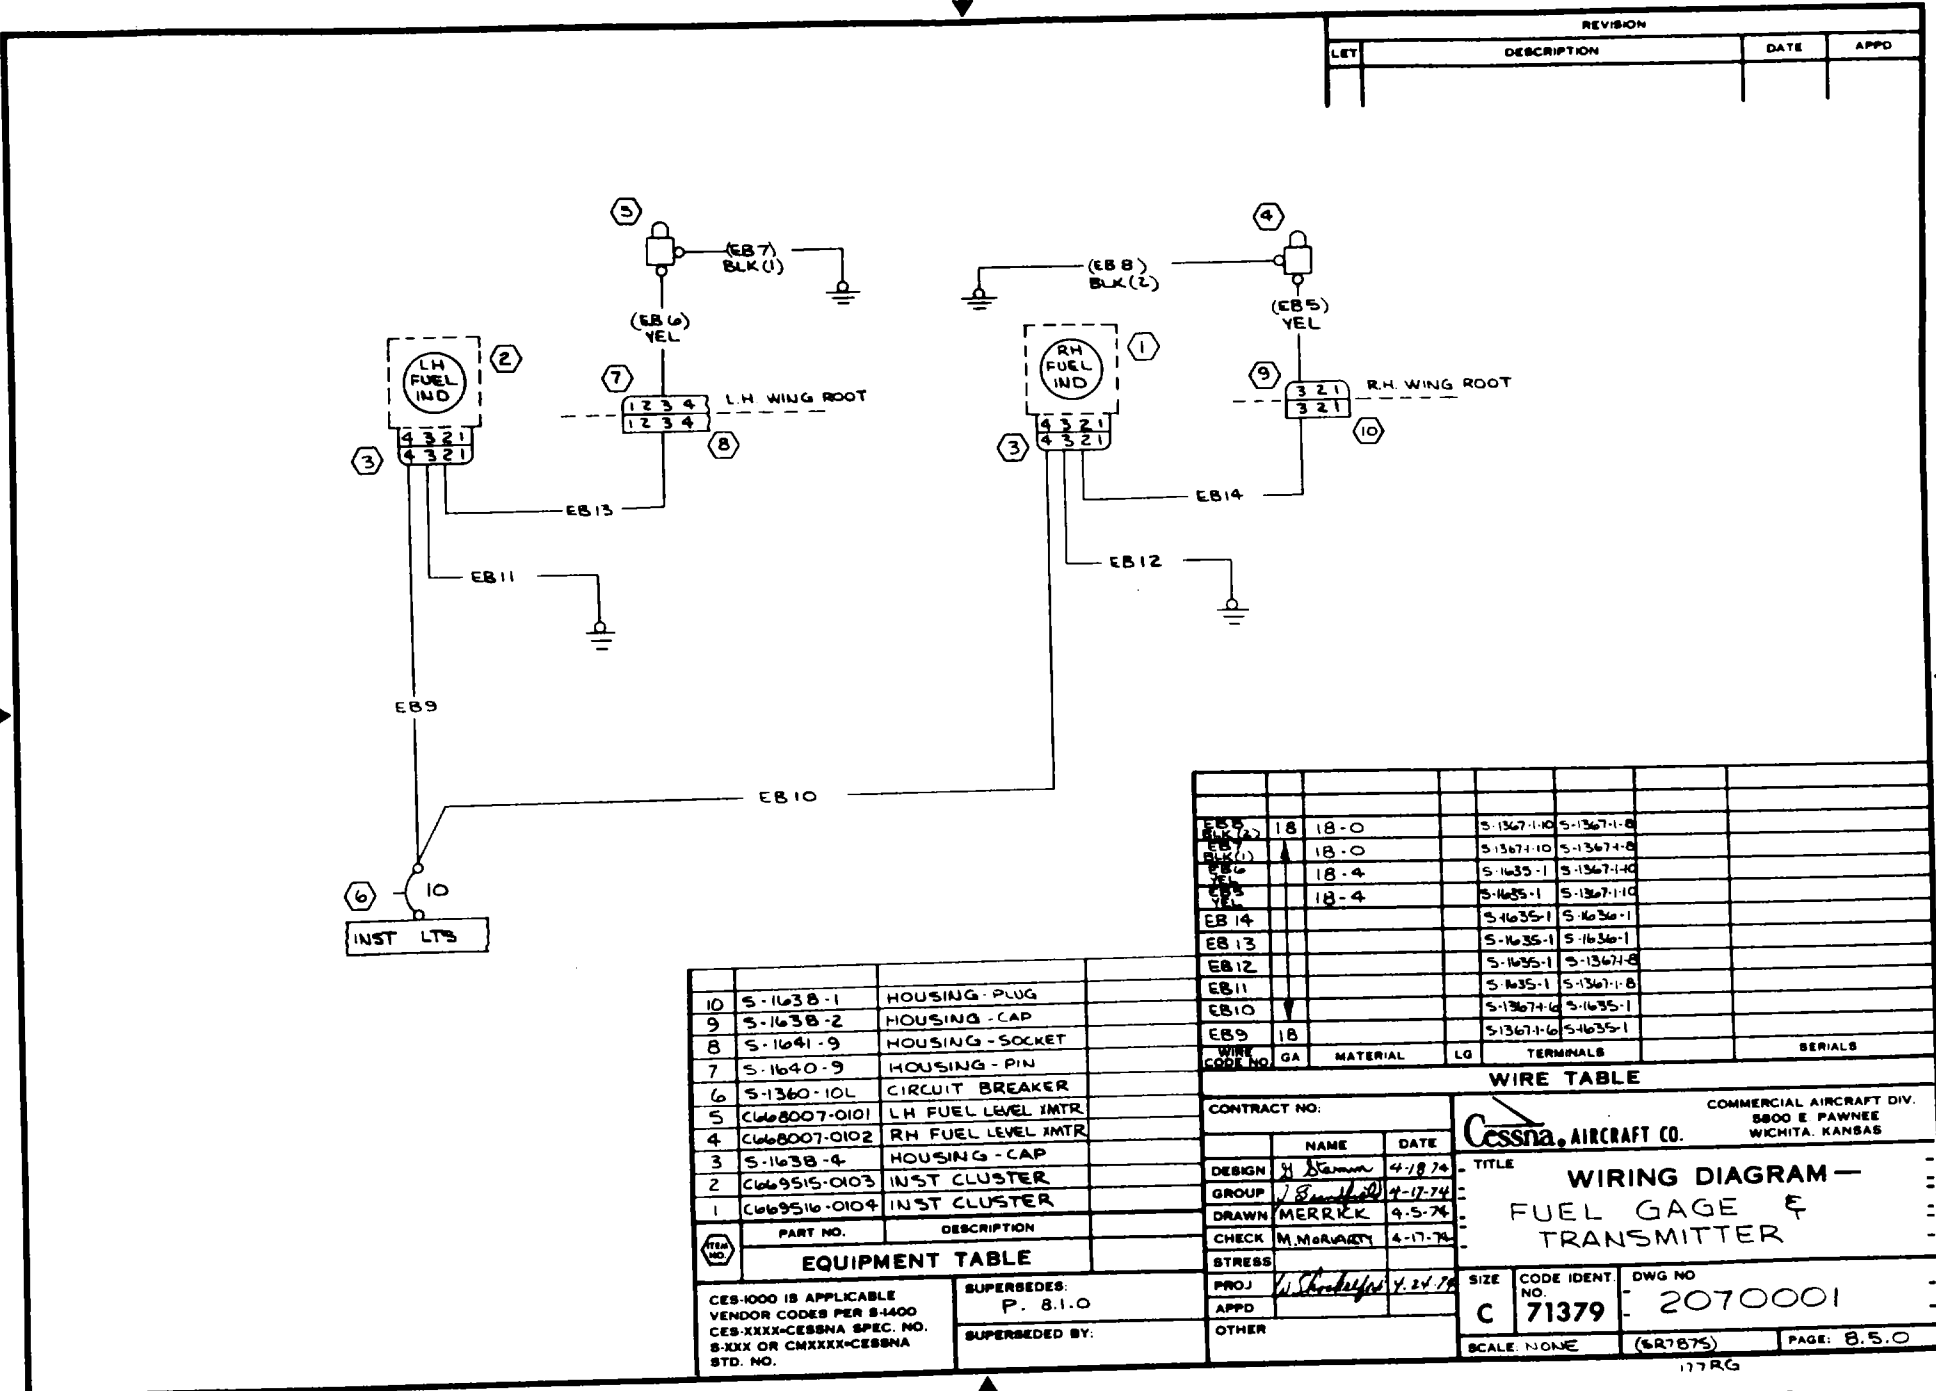 REVISION
LET DESCRIPTION DATE APPD
5
(EB7)
BLK(1)
(EB6)
YEL
LH
FUEL
IND
2
7
1 2 3 4
1 2 3 4
L.H. WING ROOT
8
4 3 2 1
4 3 2 1
3
EB13
EB11
EB9
4
(EB8)
BLK(2)
(EB5)
YEL
RH
FUEL
IND
1
9
3 2 1
3 2 1
R.H. WING ROOT
10
4 3 2 1
4 3 2 1
3
EB14
EB12
EB10
6
10
INST LTS
EB8 BLK(2) 18 18-0 S-1367-1-10 S-1367-1-8
EB7 BLK(1) 18-0 S-1367-1-10 S-1367-1-8
EB6 YEL 18-4 S-1635-1 S-1367-1-10
EB5 YEL 18-4 S-1635-1 S-1367-1-10
EB14 S-1635-1 S-1636-1
EB13 S-1635-1 S-1636-1
EB12 S-1635-1 S-1367-1-8
EB11 S-1635-1 S-1367-1-8
EB10 S-1367-1-6 S-1635-1
EB9 18 S-1367-1-6 S-1635-1
WIRE CODE NO. GA MATERIAL LG TERMINALS SERIALS
WIRE TABLE
10 S-1638-1 HOUSING-PLUG
9 S-1638-2 HOUSING-CAP
8 S-1641-9 HOUSING-SOCKET
7 S-1640-9 HOUSING-PIN
6 S-1360-10L CIRCUIT BREAKER
5 C668007-0101 LH FUEL LEVEL XMTR
4 C668007-0102 RH FUEL LEVEL XMTR
3 S-1638-4 HOUSING-CAP
2 C669515-0103 INST CLUSTER
1 C669516-0104 INST CLUSTER
ITEM NO. PART NO. DESCRIPTION
EQUIPMENT TABLE
CES-1000 IS APPLICABLE
VENDOR CODES PER S-1400
CES-XXXX=CESSNA SPEC. NO.
S-XXX OR CMXXXX=CESSNA
STD. NO.
SUPERSEDES:
P. 8.1.0
SUPERSEDED BY:
CONTRACT NO:
NAME DATE
DESIGN 4-18 74
GROUP 4-17-74
DRAWN MERRICK 4-5-74
CHECK M.MORIARTY 4-17-74
STRESS
PROJ 4.24.74
APPD
OTHER
Cessna AIRCRAFT CO.
COMMERCIAL AIRCRAFT DIV.
5800 E. PAWNEE
WICHITA, KANSAS
TITLE
WIRING DIAGRAM—
FUEL GAGE &
TRANSMITTER
SIZE
C
CODE IDENT NO.
71379
DWG NO
2070001
SCALE: NONE (SR7875) PAGE: 8.5.0
177RG